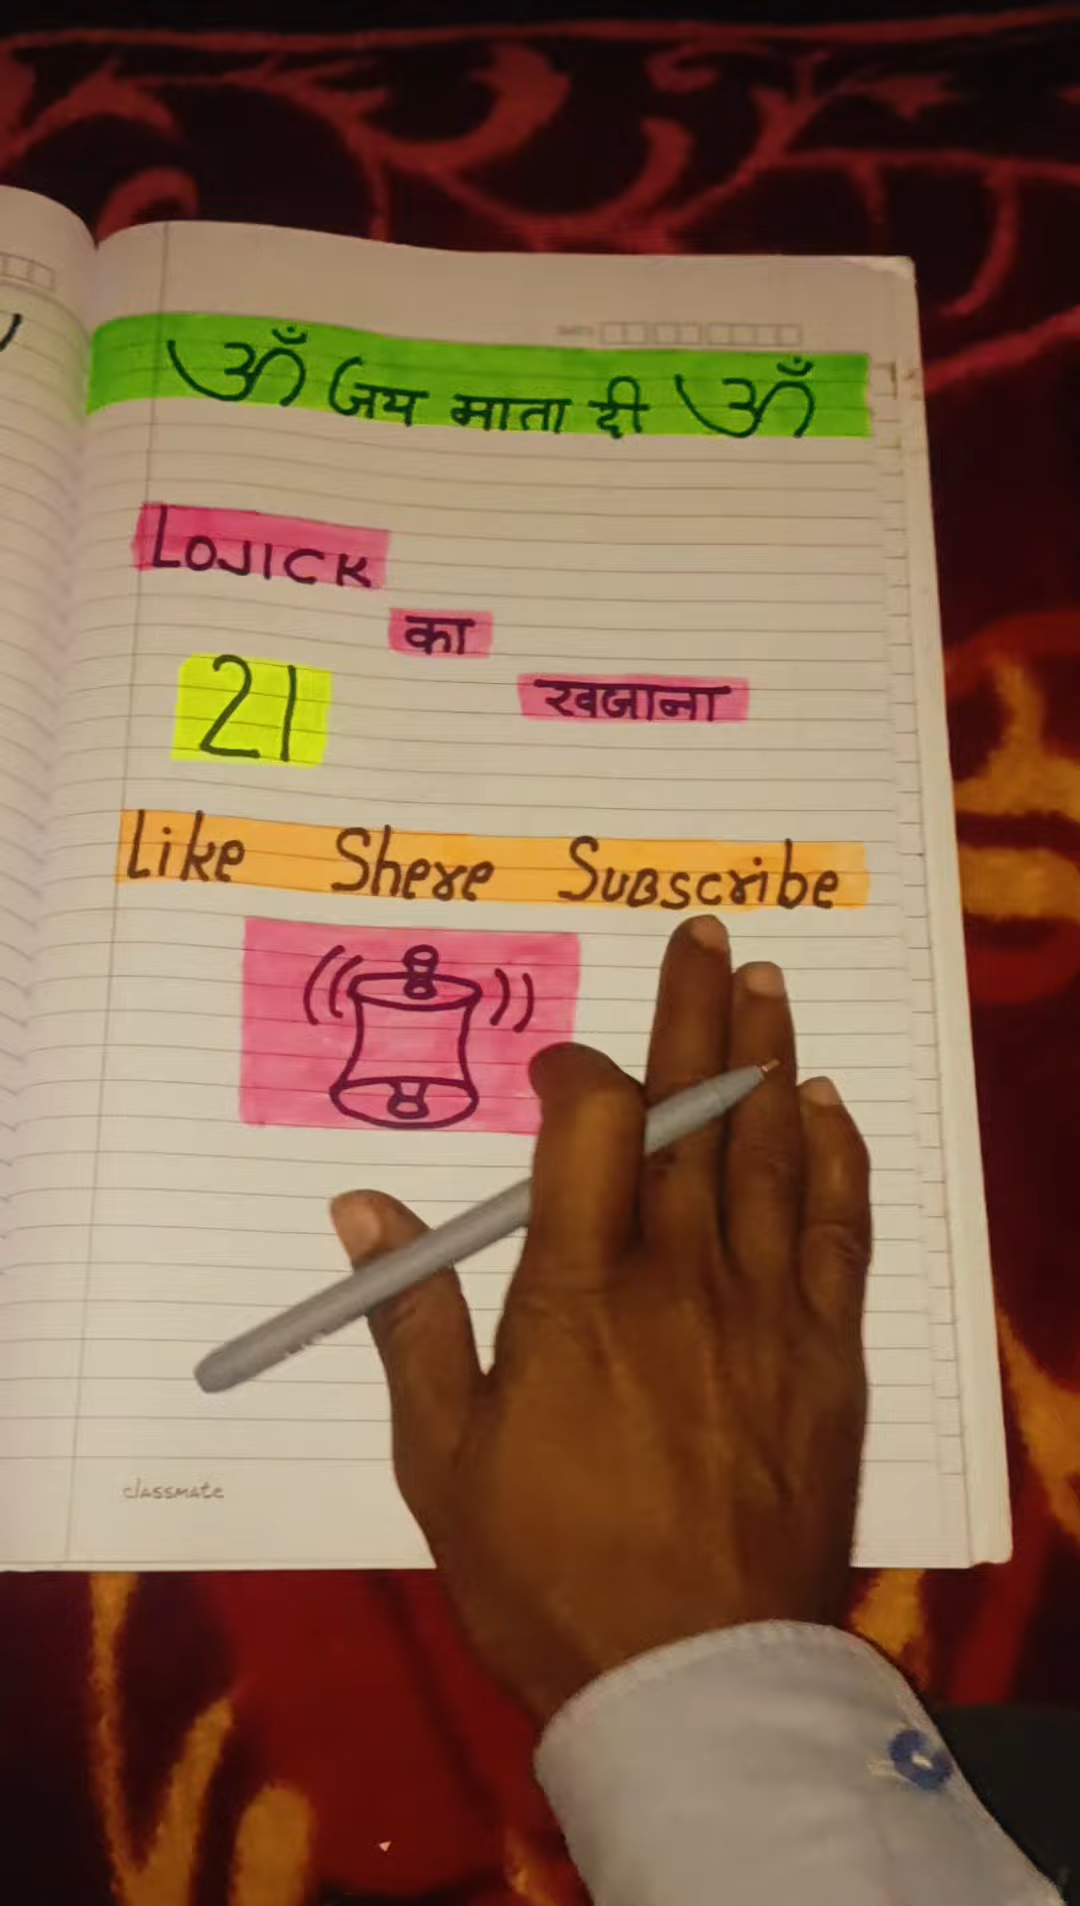 ॐ जय माता दी ॐ
LOJICK
का
खजाना
21
Like Shere Subscribe
classmate